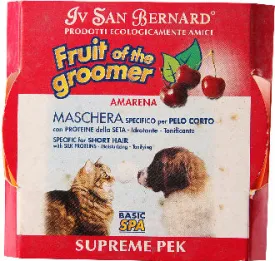 Iv San Bernard
PRODOTTI ECOLOGICAMENTE AMICI
Fruit of the
groomer
AMARENA
MASCHERA SPECIFICO per PELO CORTO
con PROTEINE della SETA - Idratante - Tonificante
SPECIFIC for SHORT HAIR
with SILK PROTEINS - Moisturizing - Tonifying
BASIC
SPA
SUPREME PEK